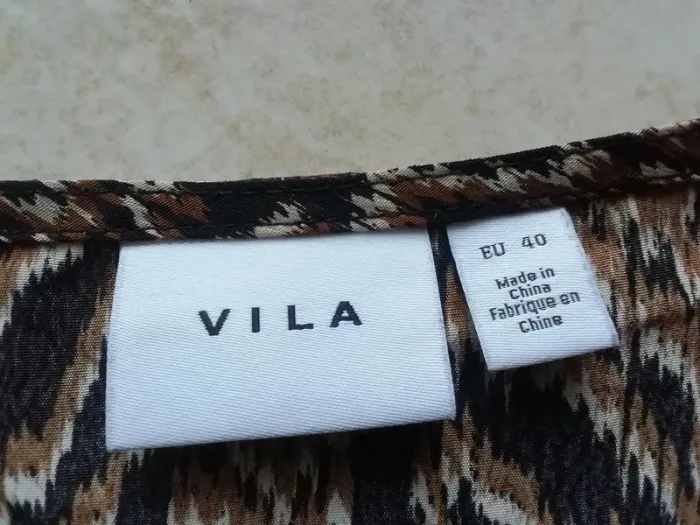 VILA
EU 40
Made in
China
Fabrique en
Chine